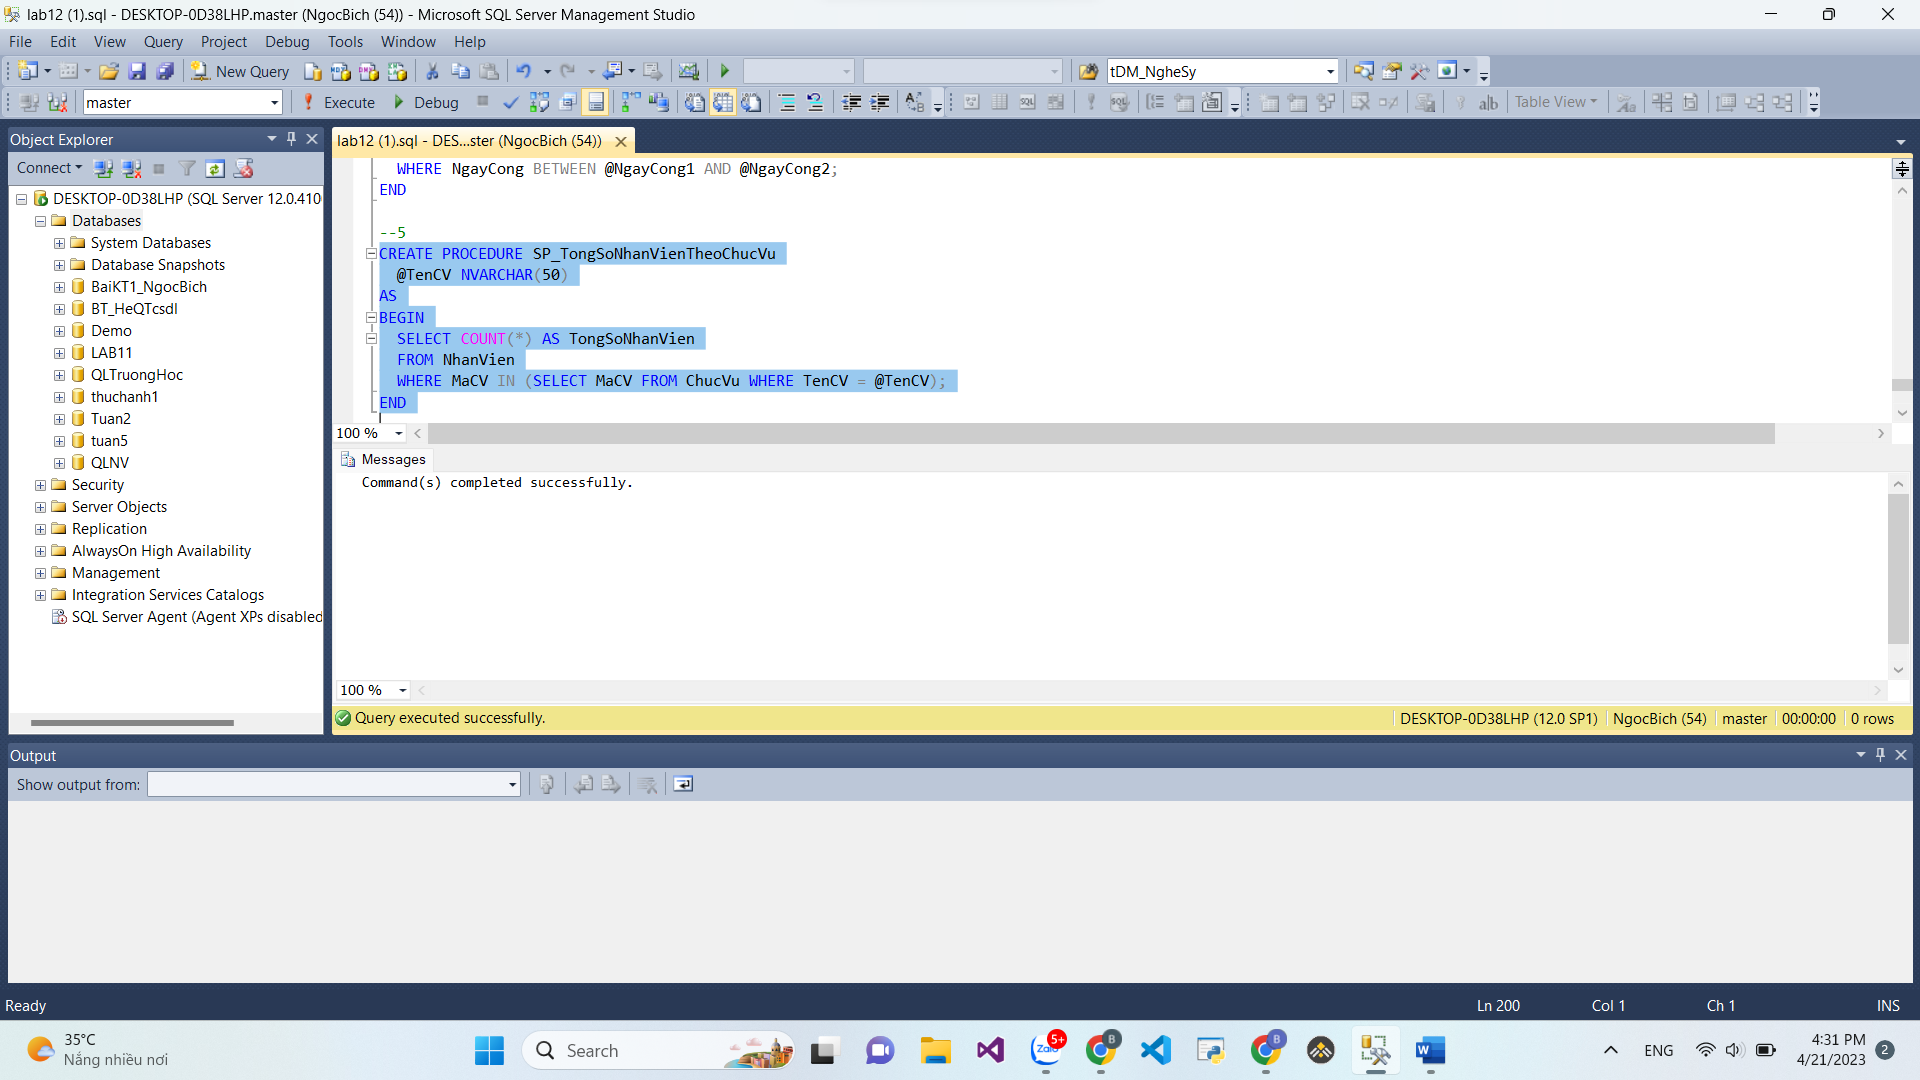 lab12 (1).sql - DESKTOP-0D38LHP.master (NgocBich (54)) - Microsoft SQL Server Management Studio
File Edit View Query Project Debug Tools Window Help
New Query
tDM_NgheSy
master
Execute
Debug
Table View
Object Explorer
Connect
DESKTOP-0D38LHP (SQL Server 12.0.410
Databases
System Databases
Database Snapshots
BaiKT1_NgocBich
BT_HeQTcsdl
Demo
LAB11
QLTruongHoc
thuchanh1
Tuan2
tuan5
QLNV
Security
Server Objects
Replication
AlwaysOn High Availability
Management
Integration Services Catalogs
SQL Server Agent (Agent XPs disabled
lab12 (1).sql - DES...ster (NgocBich (54))
WHERE NgayCong BETWEEN @NgayCong1 AND @NgayCong2;
END
--5
CREATE PROCEDURE SP_TongSoNhanVienTheoChucVu
@TenCV NVARCHAR(50)
AS
BEGIN
SELECT COUNT(*) AS TongSoNhanVien
FROM NhanVien
WHERE MaCV IN (SELECT MaCV FROM ChucVu WHERE TenCV = @TenCV);
END
100 %
Messages
Command(s) completed successfully.
100 %
Query executed successfully.
DESKTOP-0D38LHP (12.0 SP1)
NgocBich (54)
master
00:00:00
0 rows
Output
Show output from:
Ready
Ln 200
Col 1
Ch 1
INS
35°C
Nắng nhiều nơi
Search
Zalo
5+
B
B
W
ENG
4:31 PM
4/21/2023
2